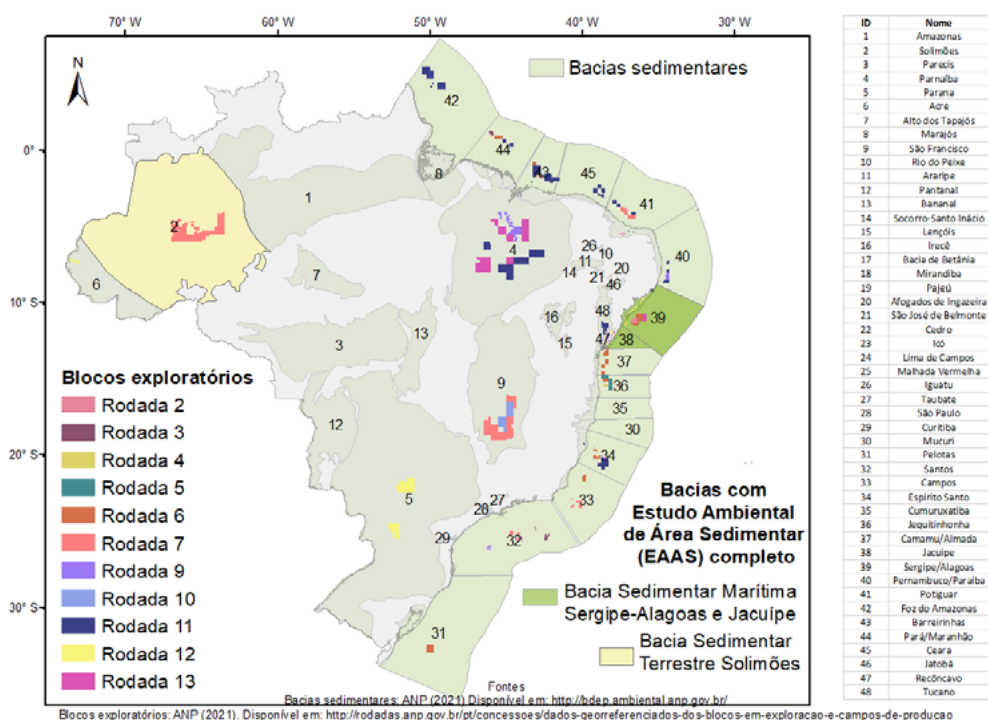 70° W 60° W 50° W 40° W 30° W
N
Bacias sedimentares
0°
10° S
20° S
30° S
42
44
43
45
41
8
1
2
4
26
10
11
40
6
7
14
21
20
46
48
16
39
13
47
38
3
15
37
9
36
12
35
30
34
5
27
28
33
29
32
31
Blocos exploratórios
Rodada 2
Rodada 3
Rodada 4
Rodada 5
Rodada 6
Rodada 7
Rodada 9
Rodada 10
Rodada 11
Rodada 12
Rodada 13
Bacias com
Estudo Ambiental
de Área Sedimentar
(EAAS) completo
Bacia Sedimentar Marítima
Sergipe-Alagoas e Jacuípe
Bacia Sedimentar
Terrestre Solimões
Fontes
Bacias sedimentares: ANP (2021) Disponível em: http://bdep.ambiental.anp.gov.br/
Blocos exploratórios: ANP (2021). Disponível em: http://rodadas.anp.gov.br/pt/concessoes/dados-georreferenciados-dos-blocos-em-exploracao-e-campos-de-producao
ID Nome
1 Amazonas
2 Solimões
3 Parecis
4 Parnaíba
5 Parana
6 Acre
7 Alto dos Tapajós
8 Marajós
9 São Francisco
10 Rio do Peixe
11 Araripe
12 Pantanal
13 Bananal
14 Socorro-Santo Inácio
15 Lençóis
16 Irecê
17 Bacia de Betânia
18 Mirandiba
19 Pajeú
20 Afogados de Ingazeira
21 São José de Belmonte
22 Cedro
23 Icó
24 Lima de Campos
25 Malhada Vermelha
26 Iguatu
27 Taubate
28 São Paulo
29 Curitiba
30 Mucuri
31 Pelotas
32 Santos
33 Campos
34 Espirito Santo
35 Cumuruxatiba
36 Jequitinhonha
37 Camamu/Almada
38 Jacuipe
39 Sergipe/Alagoas
40 Pernambuco/Paraíba
41 Potiguar
42 Foz do Amazonas
43 Barreirinhas
44 Pará/Maranhão
45 Ceara
46 Jatobá
47 Recôncavo
48 Tucano